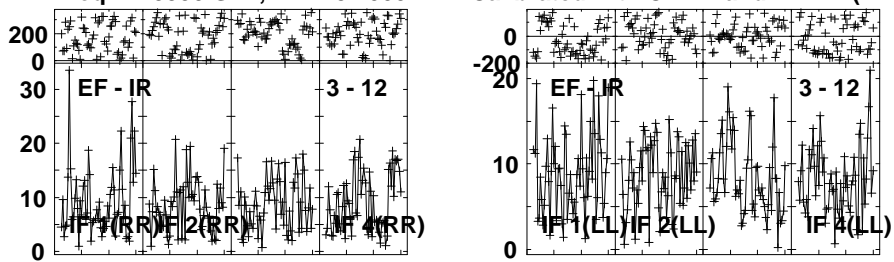 200
0
0
-200
EF - IR
3 - 12
30
20
10
0
IF 1(RR)
IF 2(RR)
IF 4(RR)
EF - IR
3 - 12
20
10
0
IF 1(LL)
IF 2(LL)
IF 4(LL)